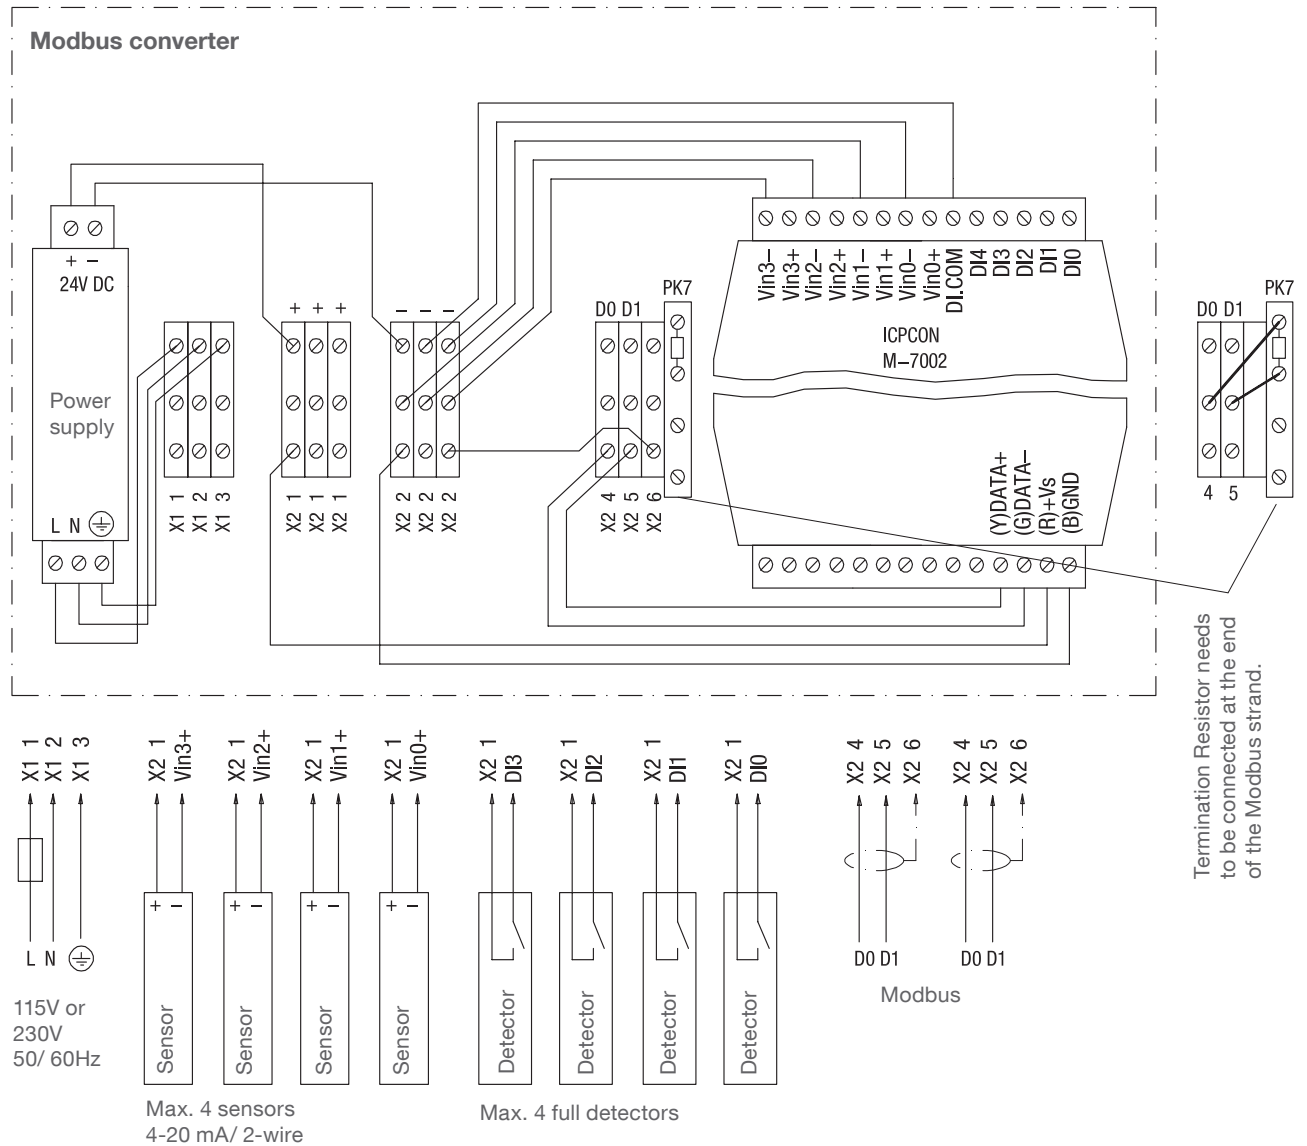 Modbus converter
+ −
24V DC
Power
supply
L N
X1 1
X1 2
X1 3
+ + +
X2 1
X2 1
X2 1
− − −
X2 2
X2 2
X2 2
D0 D1
PK7
X2 4
X2 5
X2 6
Vin3−
Vin3+
Vin2−
Vin2+
Vin1−
Vin1+
Vin0−
Vin0+
DI.COM
DI4
DI3
DI2
DI1
DI0
ICPCON
M−7002
(Y)DATA+
(G)DATA−
(R)+Vs
(B)GND
D0 D1
PK7
4 5
Termination Resistor needs
to be connected at the end
of the Modbus strand.
X1 1
X1 2
X1 3
L N
115V or
230V
50/ 60Hz
X2 1
Vin3+
+ −
Sensor
X2 1
Vin2+
+ −
Sensor
X2 1
Vin1+
+ −
Sensor
X2 1
Vin0+
+ −
Sensor
Max. 4 sensors
4-20 mA/ 2-wire
X2 1
DI3
Detector
X2 1
DI2
Detector
X2 1
DI1
Detector
X2 1
DI0
Detector
Max. 4 full detectors
X2 4
X2 5
X2 6
D0 D1
X2 4
X2 5
X2 6
D0 D1
Modbus